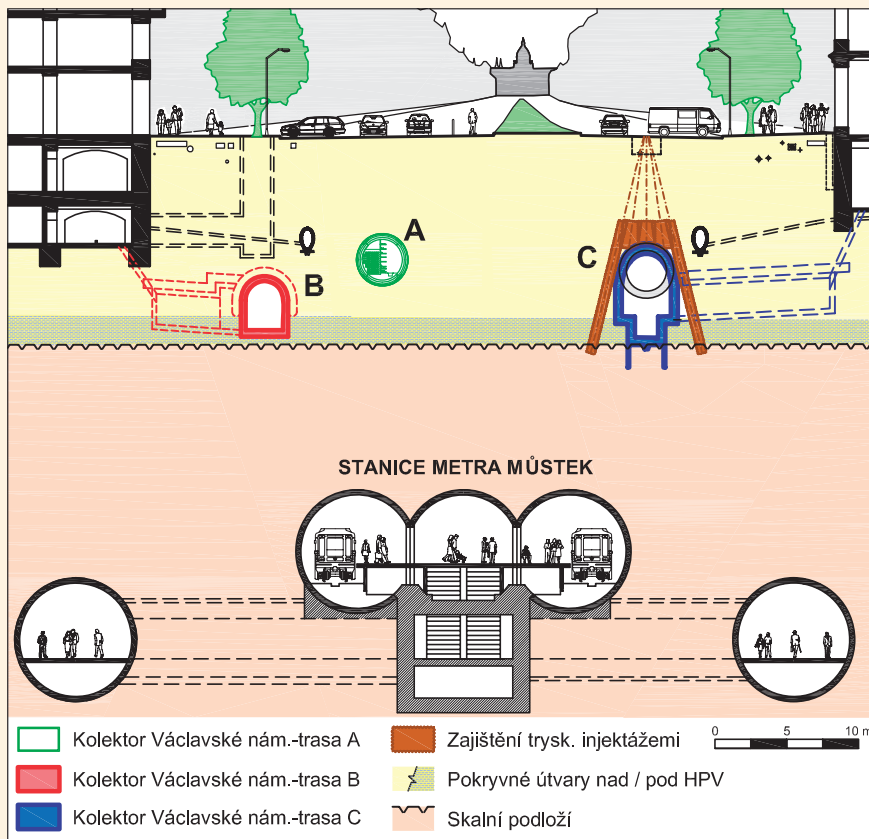 A
B
C
STANICE METRA MŮSTEK
Kolektor Václavské nám.-trasa A
Zajištění trysk. injektážemi
0 5 10 m
Kolektor Václavské nám.-trasa B
Pokryvné útvary nad / pod HPV
Kolektor Václavské nám.-trasa C
Skalní podloží